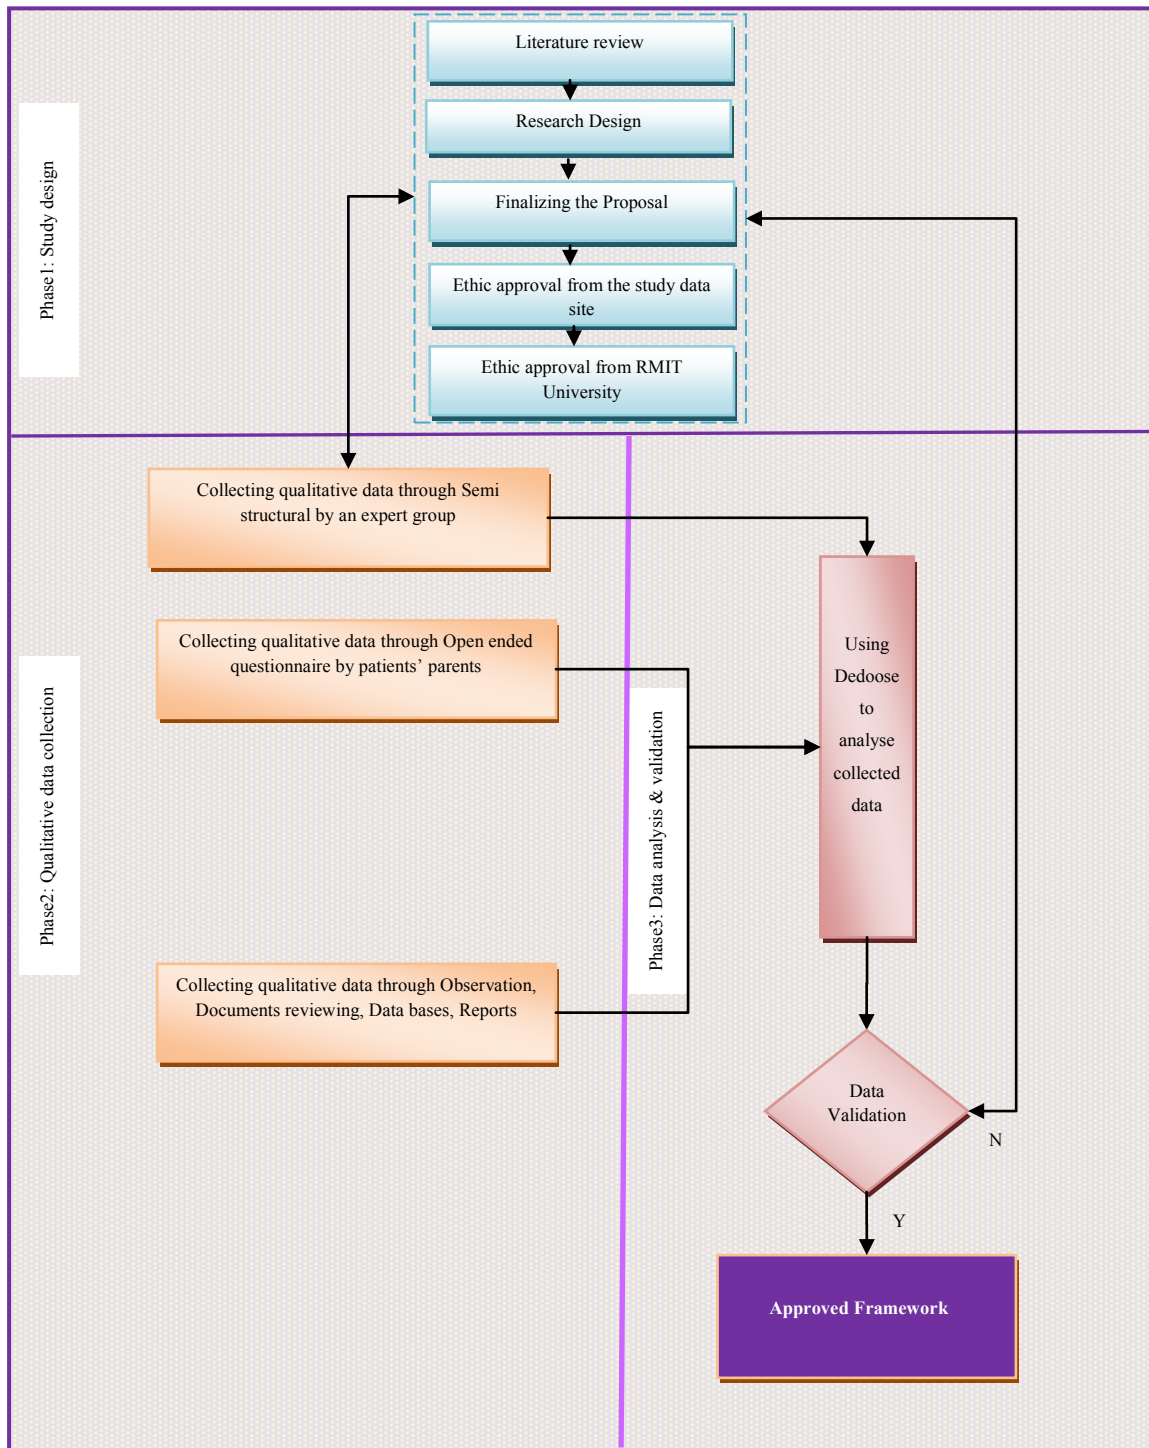 Literature review
Research Design
Finalizing the Proposal
Ethic approval from the study data
site
Ethic approval from RMIT
University
Phase1: Study design
Collecting qualitative data through Semi
structural by an expert group
Collecting qualitative data through Open ended
questionnaire by patients’ parents
Collecting qualitative data through Observation,
Documents reviewing, Data bases, Reports
Phase2: Qualitative data collection
Phase3: Data analysis & validation
Using
Dedoose
to
analyse
collected
data
Data
Validation
N
Y
Approved Framework